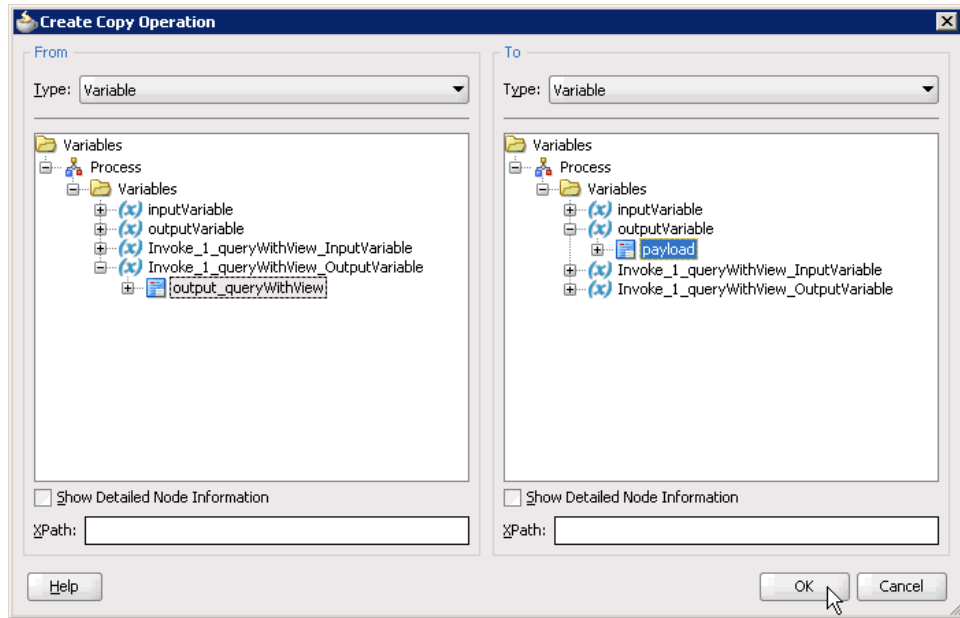 Create Copy Operation
From
Type: Variable
Variables
Process
Variables
inputVariable
outputVariable
Invoke_1_queryWithView_InputVariable
Invoke_1_queryWithView_OutputVariable
output_queryWithView
Show Detailed Node Information
XPath:
To
Type: Variable
Variables
Process
Variables
inputVariable
outputVariable
payload
Invoke_1_queryWithView_InputVariable
Invoke_1_queryWithView_OutputVariable
Show Detailed Node Information
XPath:
Help
OK
Cancel